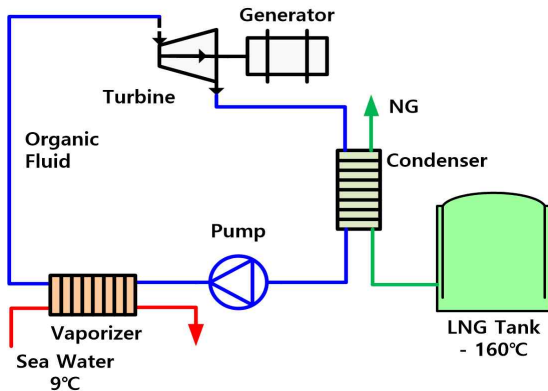 Generator
Turbine
NG
Organic
Fluid
Condenser
Pump
Vaporizer
Sea Water
9℃
LNG Tank
- 160℃